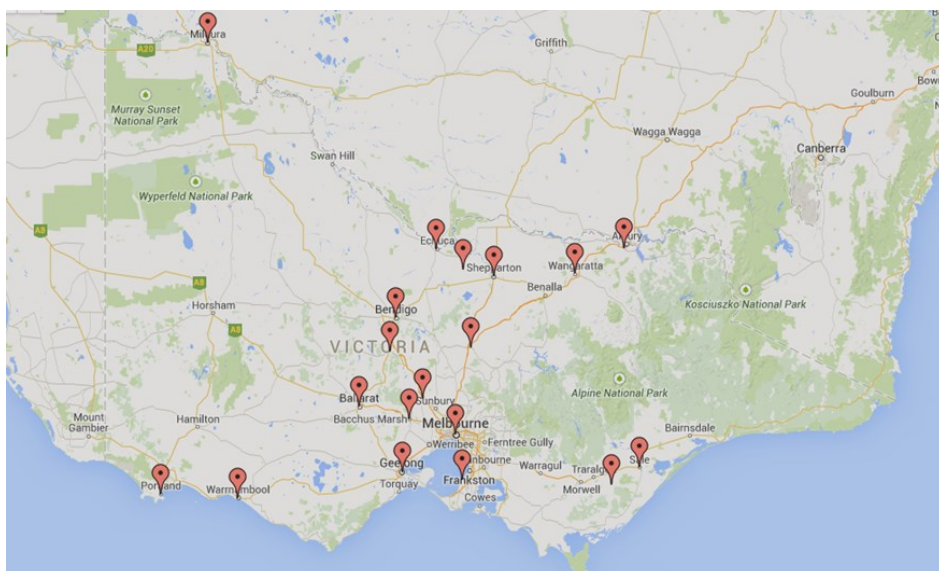 Mildura
A20
Griffith
Murray Sunset
National Park
Goulburn
Wagga Wagga
Canberra
Swan Hill
Wyperfeld National Park
A8
Echuca
Albury
Shepparton
Wangaratta
Benalla
A8
Horsham
Bendigo
Kosciuszko National Park
A8
VICTORIA
Alpine National Park
Ballarat
Sunbury
Bacchus Marsh
Melbourne
Mount
Gambier
Hamilton
Bairnsdale
Werribee
Ferntree Gully
Geelong
Sale
Warragul
Torquay
Frankston
Morwell
Portland
Warrnambool
Cowes